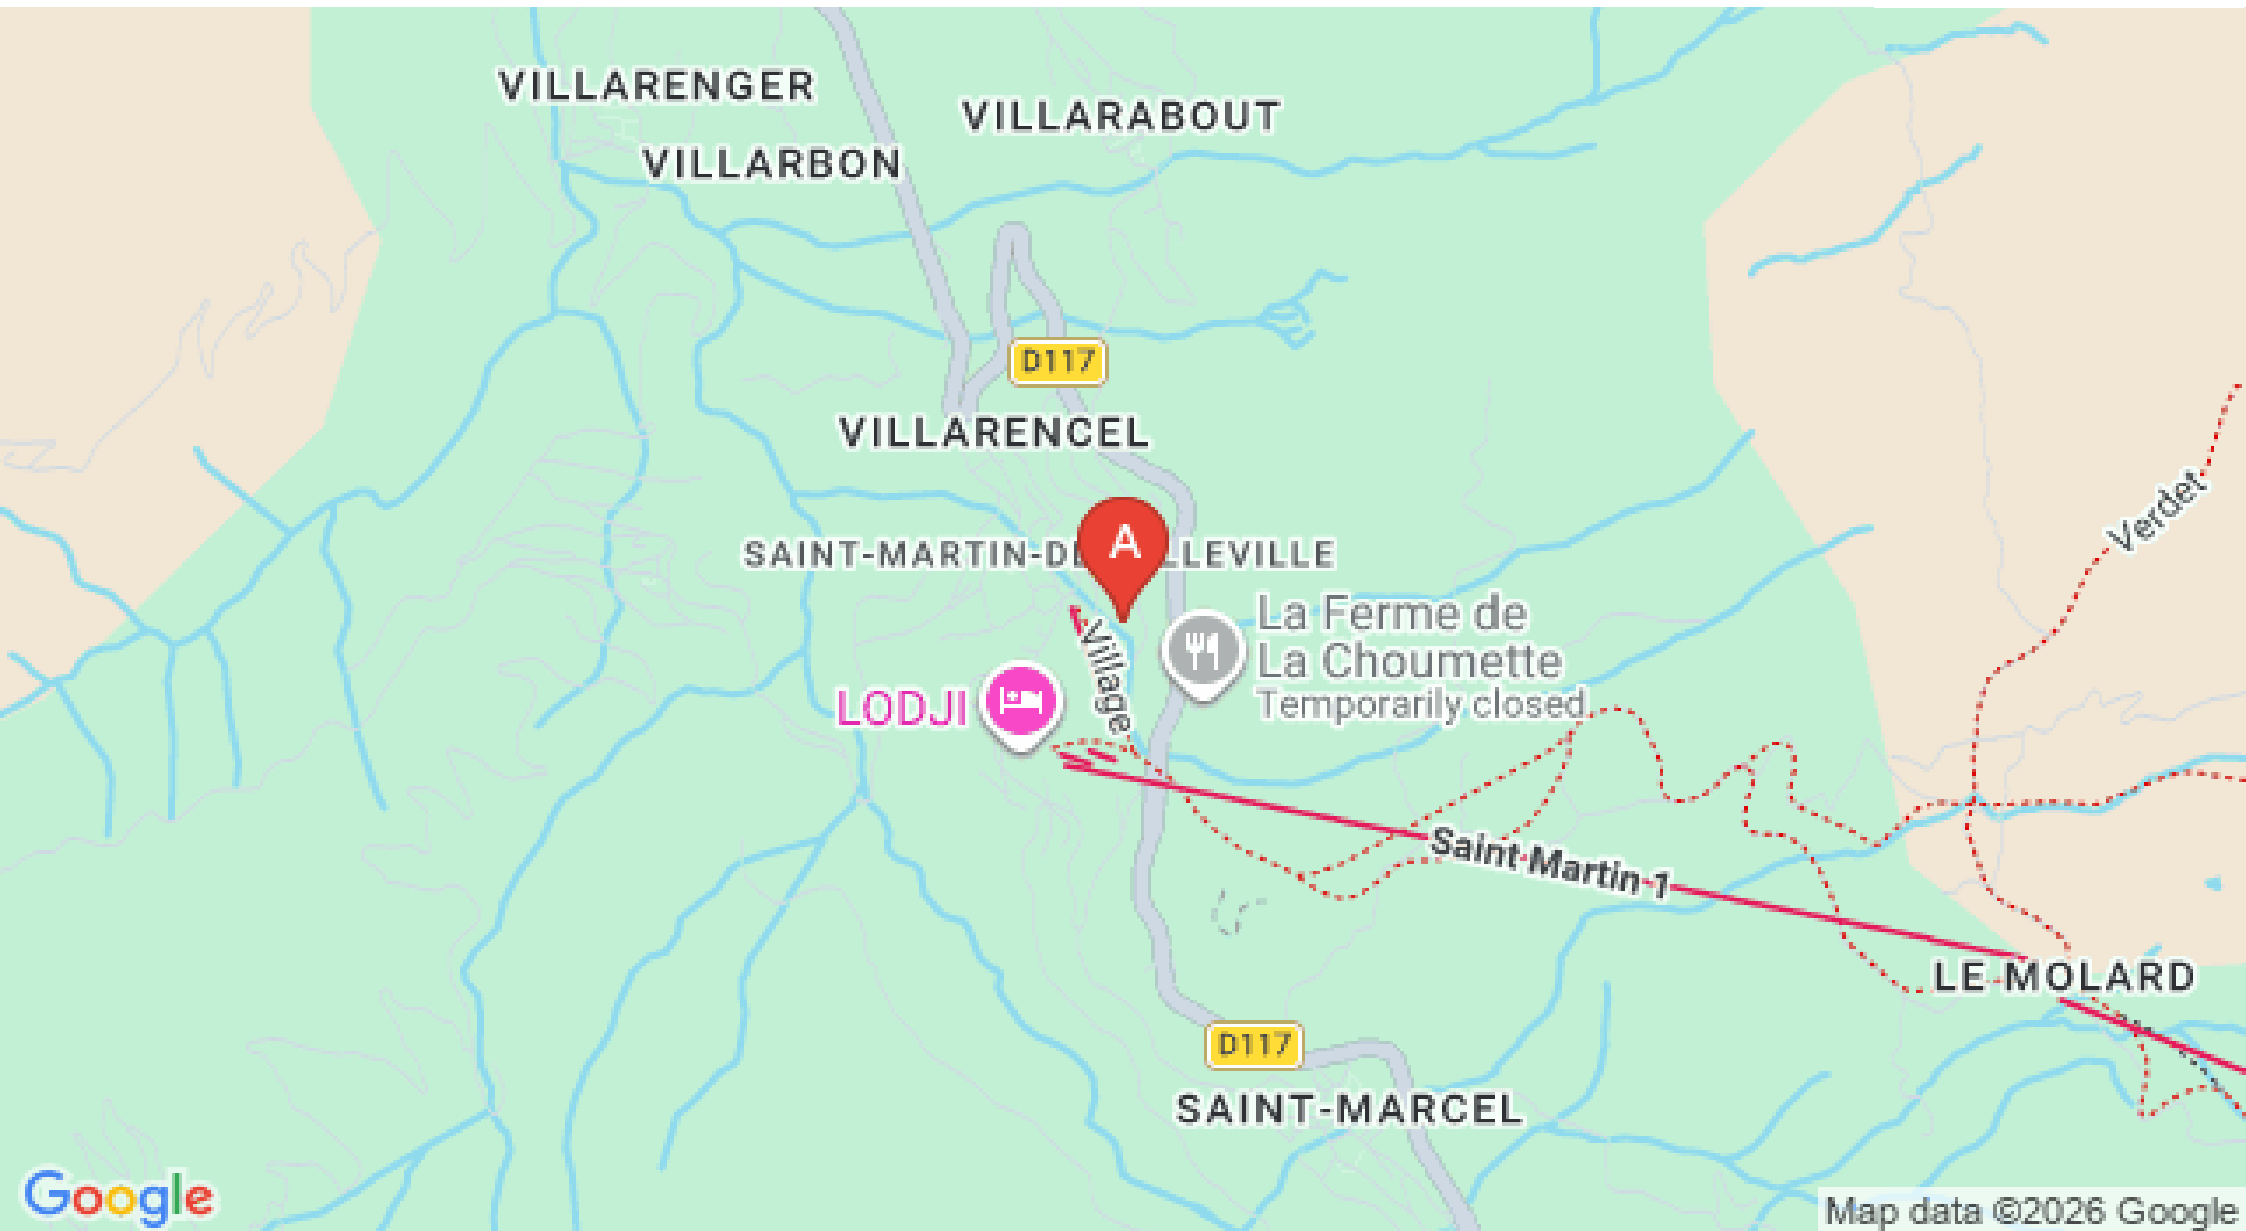 VILLARENGER
VILLARABOUT
VILLARBON
D117
VILLARENCEL
Verdet
A
SAINT-MARTIN-DE LLEVILLE
La Ferme de
La Choumette
Temporarily closed
Village
LODJI
Saint Martin 1
LE MOLARD
D117
SAINT-MARCEL
Google
Map data ©2026 Google